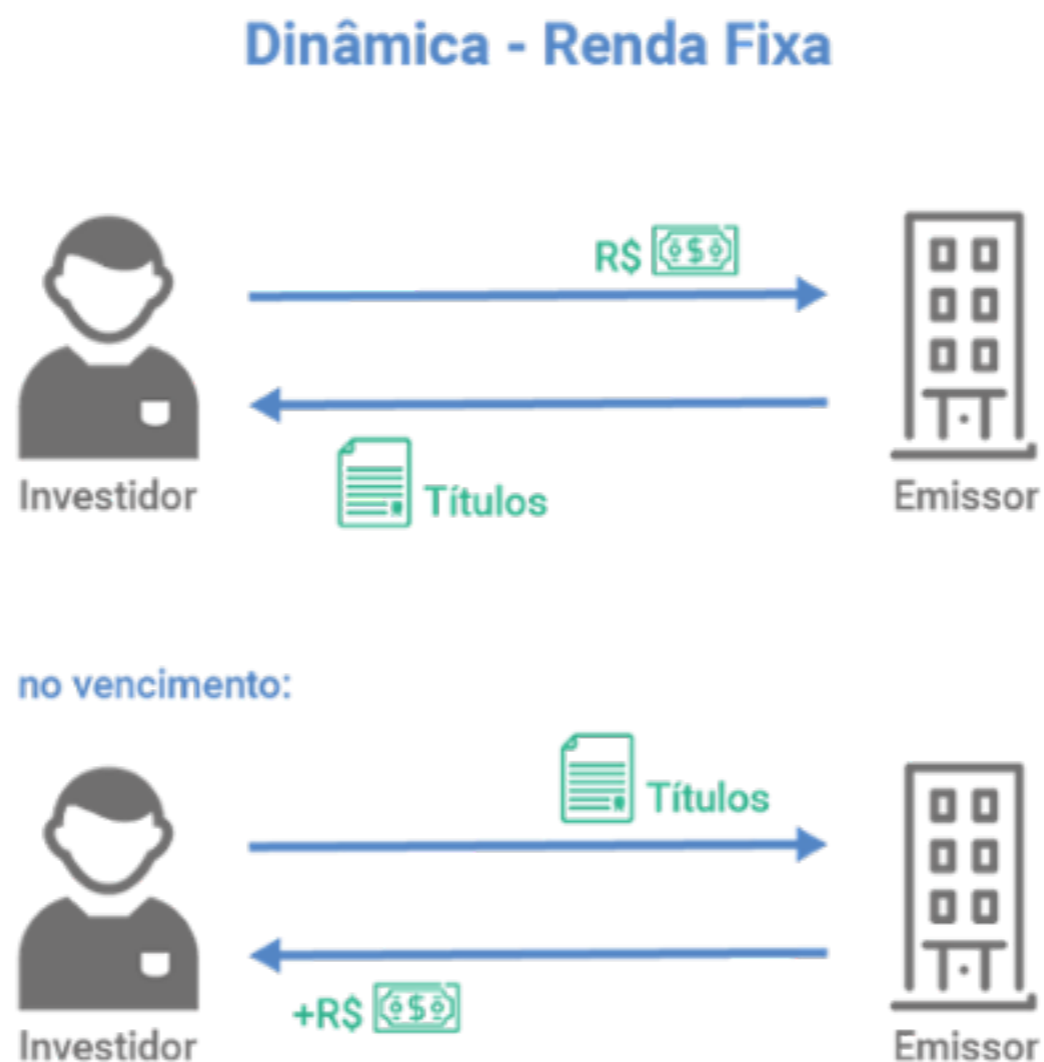 Dinâmica - Renda Fixa
R$
Investidor
Títulos
Emissor
no vencimento:
Títulos
+R$
Investidor
Emissor